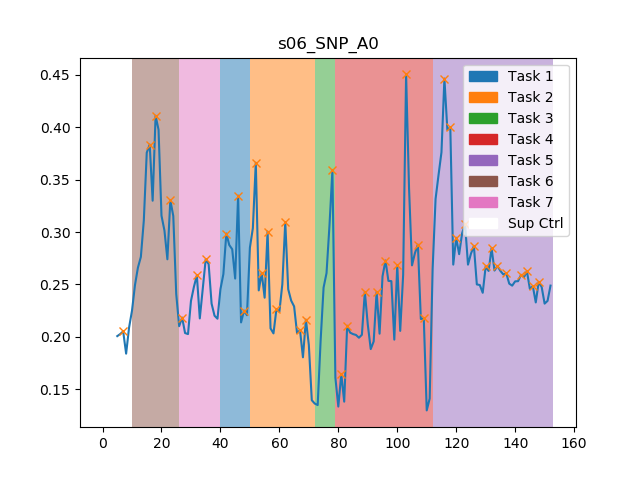 s06_SNP_A0
0.45
0.40
0.35
0.30
0.25
0.20
0.15
0
20
40
60
80
100
120
140
160
Task 1
Task 2
Task 3
Task 4
Task 5
Task 6
Task 7
Sup Ctrl